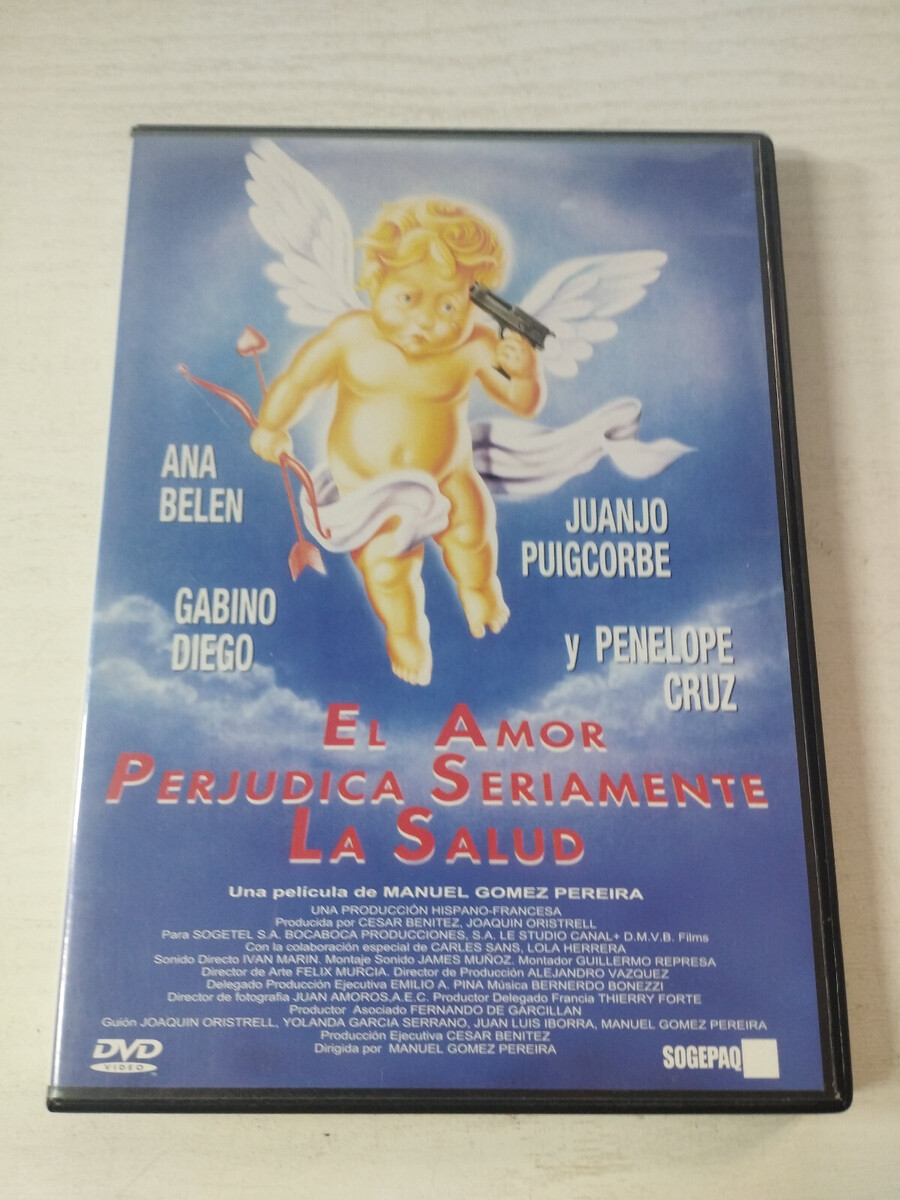 ANA
BELEN
JUANJO
PUIGCORBE
GABINO
DIEGO
y PENELOPE
CRUZ
EL AMOR
PERJUDICA SERIAMENTE
LA SALUD
Una película de MANUEL GOMEZ PEREIRA
UNA PRODUCCIÓN HISPANO-FRANCESA
Producida por CESAR BENITEZ, JOAQUIN ORISTRELL
Para SOGETEL S.A. BOCABOCA PRODUCCIONES, S.A. LE STUDIO CANAL+ D.M.V.B. Films
Con la colaboración especial de CARLES SANS, LOLA HERRERA
Sonido Directo IVAN MARIN. Montaje Sonido JAMES MUÑOZ. Montador GUILLERMO REPRESA
Director de Arte FELIX MURCIA. Director de Producción ALEJANDRO VAZQUEZ
Delegado Producción Ejecutiva EMILIO A. PINA Música BERNERDO BONEZZI
Director de fotografia JUAN AMOROS,A.E.C. Productor Delegado Francia THIERRY FORTE
Productor Asociado FERNANDO DE GARCILLAN
Guión JOAQUIN ORISTRELL, YOLANDA GARCIA SERRANO, JUAN LUIS IBORRA, MANUEL GOMEZ PEREIRA
Producción Ejecutiva CESAR BENITEZ
Dirigida por MANUEL GOMEZ PEREIRA
DVD
VIDEO
SOGEPAQ